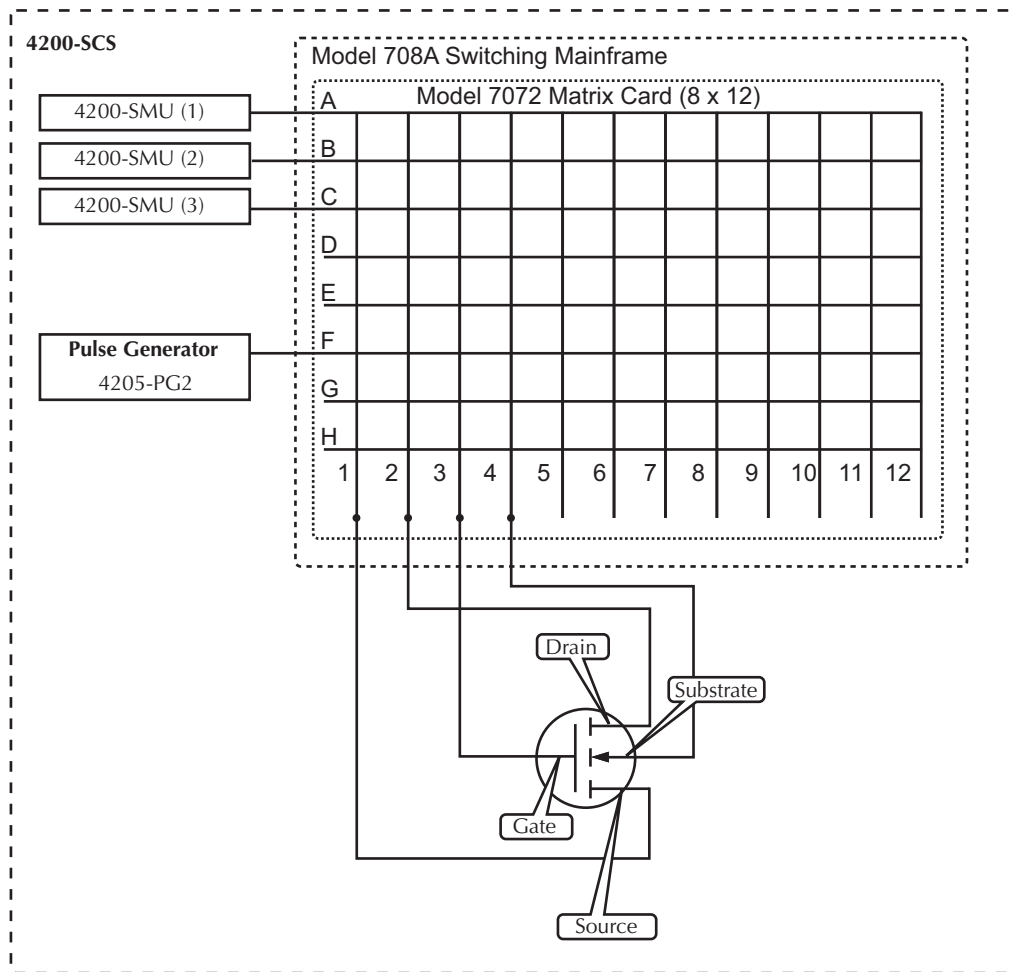 4200-SCS
Model 708A Switching Mainframe
Model 7072 Matrix Card (8 x 12)
4200-SMU (1)
A
4200-SMU (2)
B
4200-SMU (3)
C
D
E
Pulse Generator
4205-PG2
F
G
H
1 2 3 4 5 6 7 8 9 10 11 12
Drain
Substrate
Gate
Source